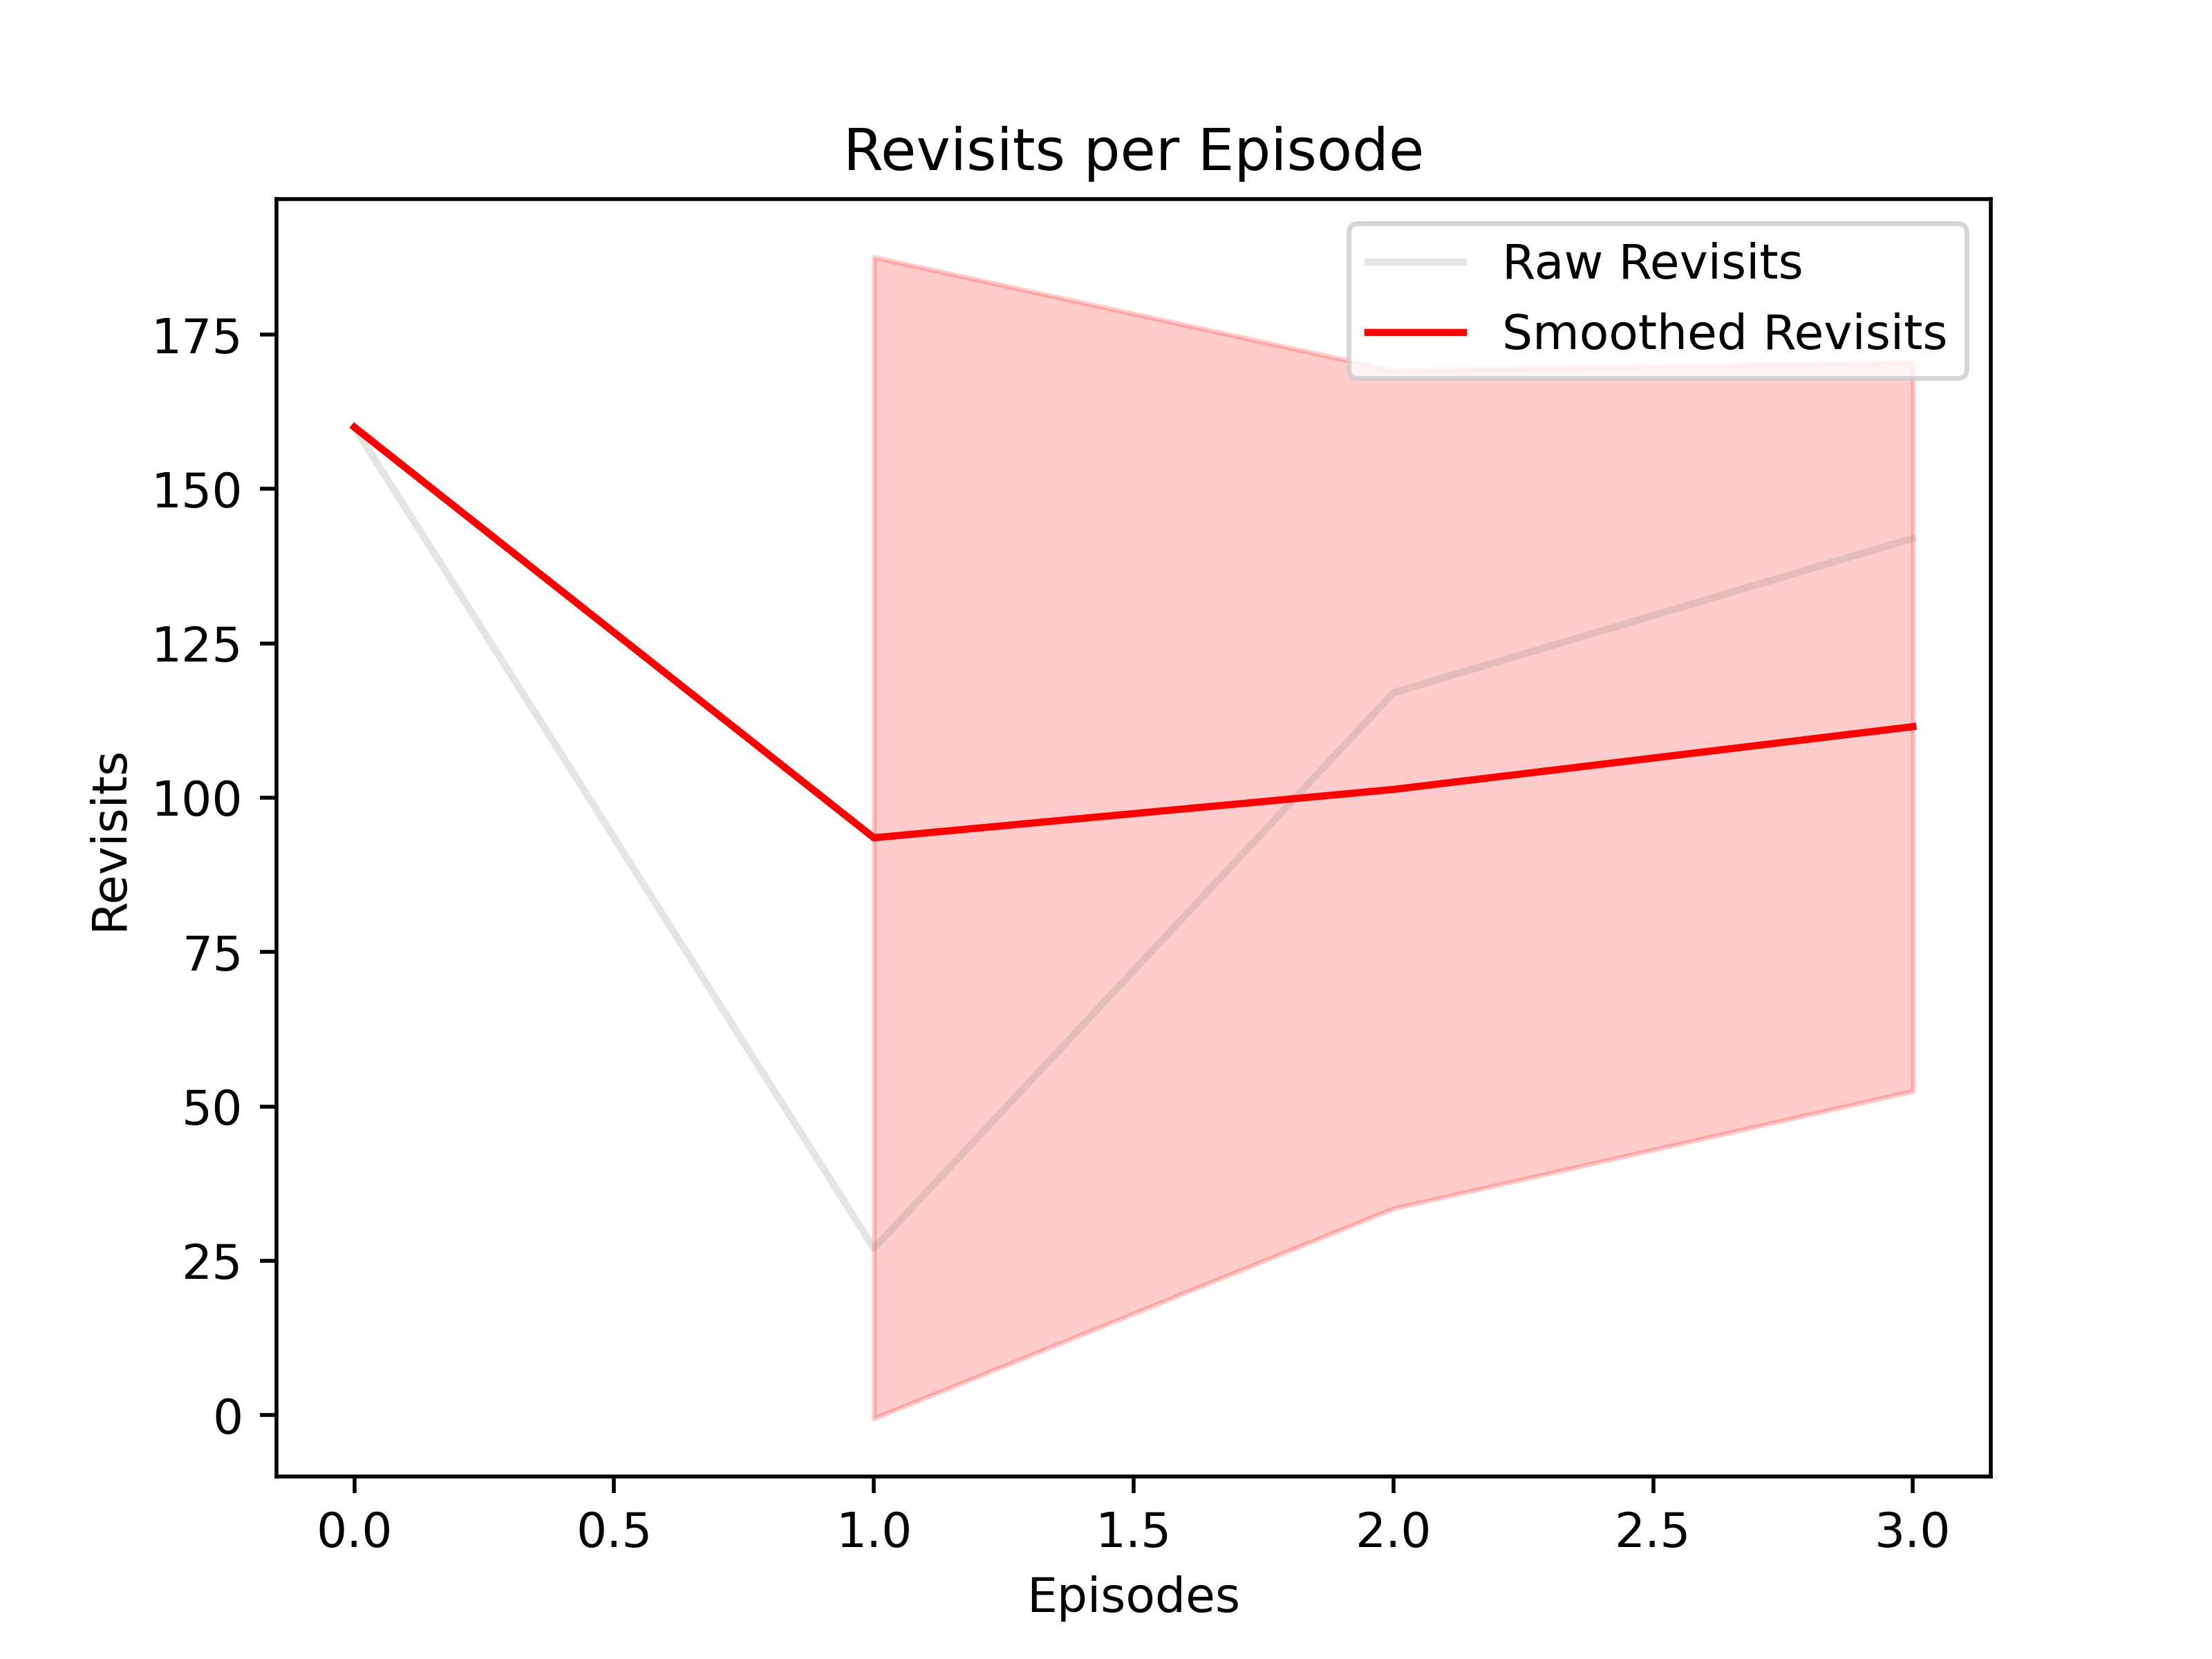 Revisits per Episode
Raw Revisits
Smoothed Revisits
175
150
125
100
75
50
25
0
Revisits
0.0 0.5 1.0 1.5 2.0 2.5 3.0
Episodes